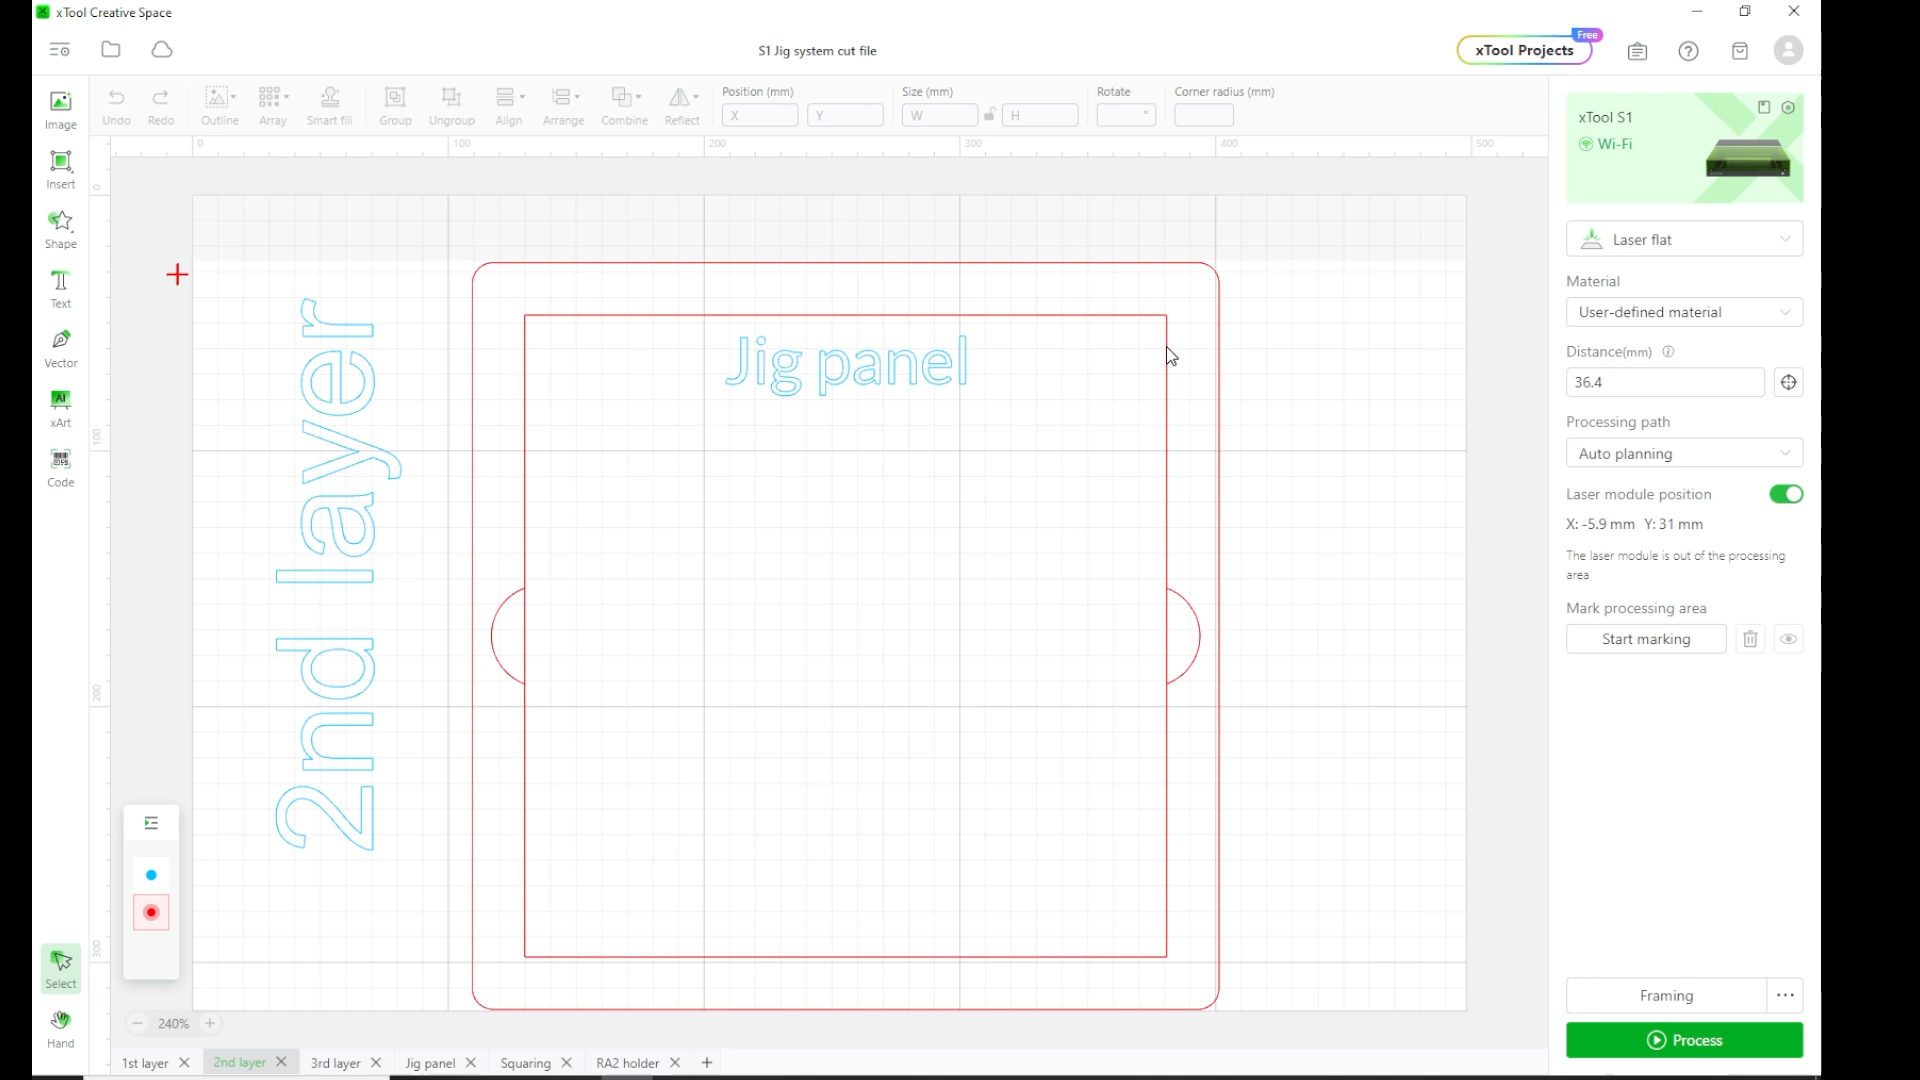 xTool Creative Space
S1 Jig system cut file
Free
xTool Projects
Image
Insert
Shape
Text
Vector
AI
xArt
Code
Select
Hand
Undo
Redo
Outline
Array
Smart fill
Group
Ungroup
Align
Arrange
Combine
Reflect
Position (mm)
X
Y
Size (mm)
W
H
Rotate
°
Corner radius (mm)
0
100
200
300
400
500
0
100
200
300
2nd layer
Jig panel
240%
1st layer
2nd layer
3rd layer
Jig panel
Squaring
RA2 holder
xTool S1
Wi-Fi
Laser flat
Material
User-defined material
Distance(mm)
36.4
Processing path
Auto planning
Laser module position
X: -5.9 mm Y: 31 mm
The laser module is out of the processing
area
Mark processing area
Start marking
Framing
Process